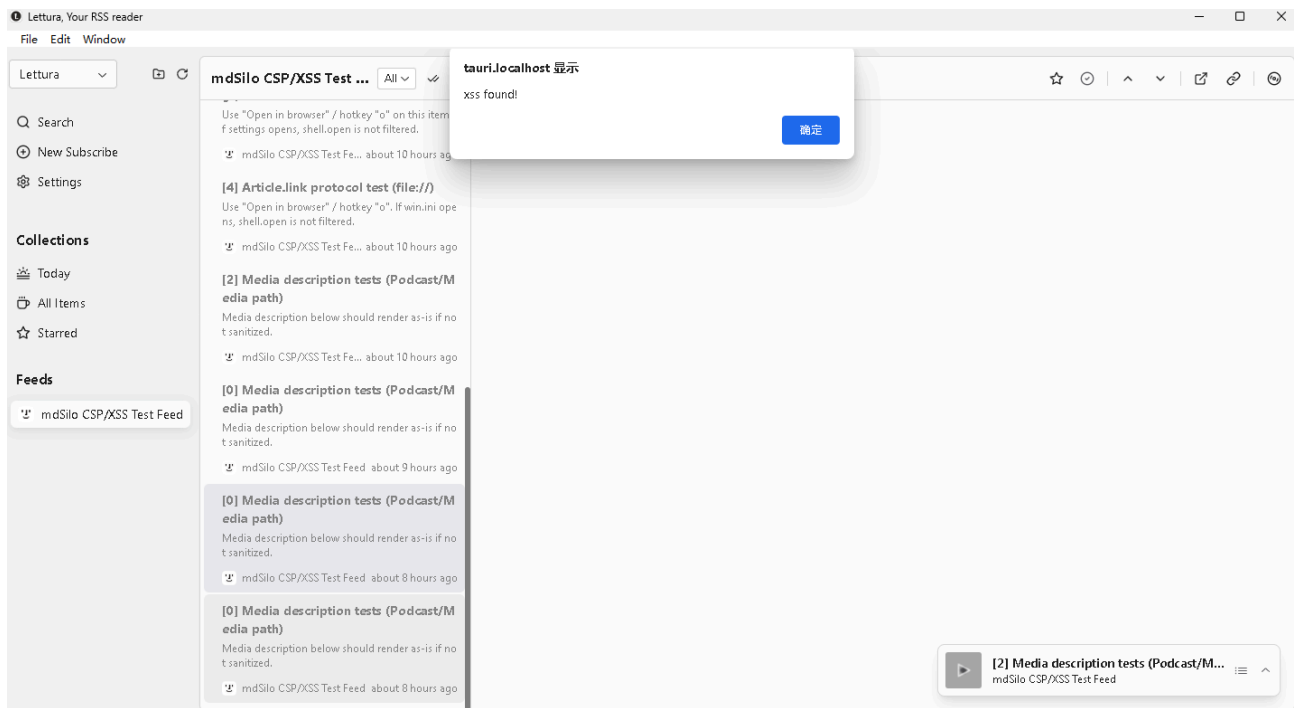 Lettura, Your RSS reader
File Edit Window
Lettura
Search
New Subscribe
Settings
Collections
Today
All Items
Starred
Feeds
mdSilo CSP/XSS Test Feed
mdSilo CSP/XSS Test ... All
Use "Open in browser" / hotkey "o" on this item
f settings opens, shell.open is not filtered.
mdSilo CSP/XSS Test Fe... about 10 hours ag
[4] Article.link protocol test (file://)
Use "Open in browser" / hotkey "o". If win.ini ope
ns, shell.open is not filtered.
mdSilo CSP/XSS Test Fe... about 10 hours ago
[2] Media description tests (Podcast/M
edia path)
Media description below should render as-is if no
t sanitized.
mdSilo CSP/XSS Test Fe... about 10 hours ago
[0] Media description tests (Podcast/M
edia path)
Media description below should render as-is if no
t sanitized.
mdSilo CSP/XSS Test Feed about 9 hours ago
[0] Media description tests (Podcast/M
edia path)
Media description below should render as-is if no
t sanitized.
mdSilo CSP/XSS Test Feed about 8 hours ago
[0] Media description tests (Podcast/M
edia path)
Media description below should render as-is if no
t sanitized.
mdSilo CSP/XSS Test Feed about 8 hours ago
tauri.localhost 显示
xss found!
确定
[2] Media description tests (Podcast/M...
mdSilo CSP/XSS Test Feed